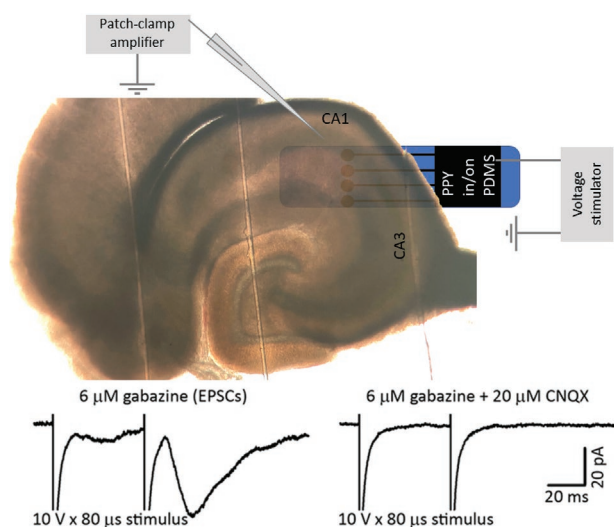 Patch-clamp
amplifier
CA1
PPY
in/on
PDMS
Voltage
stimulator
CA3
6 µM gabazine (EPSCs)
6 µM gabazine + 20 µM CNQX
10 V x 80 µs stimulus
10 V x 80 µs stimulus
20 ms
20 pA